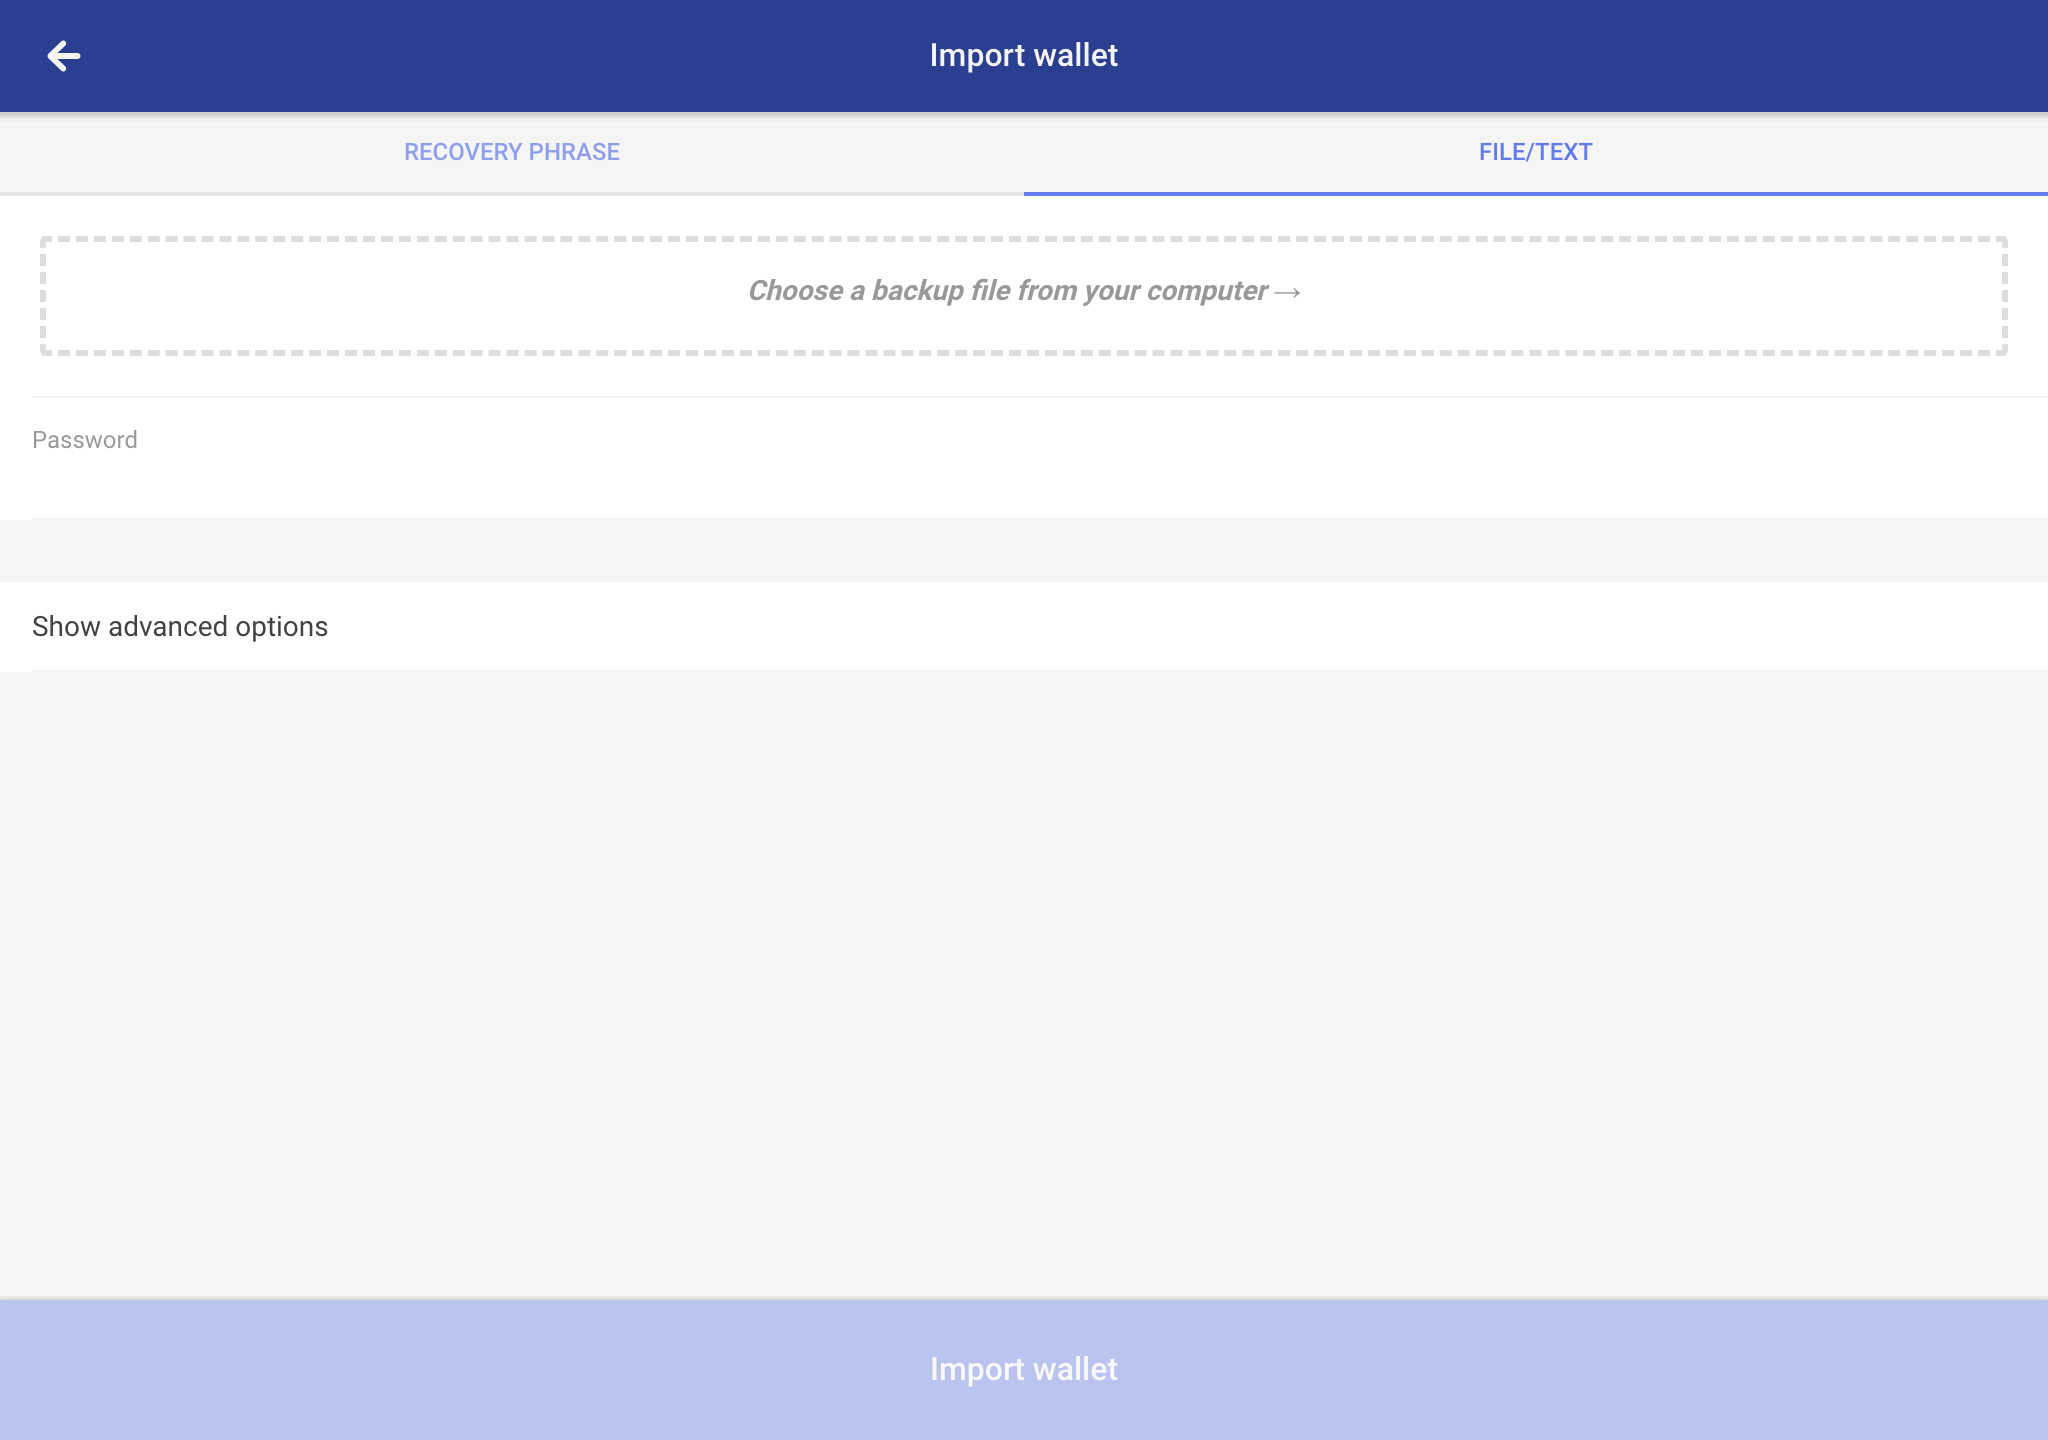 Import wallet
RECOVERY PHRASE
FILE/TEXT
Choose a backup file from your computer→
Password
Show advanced options
Import wallet